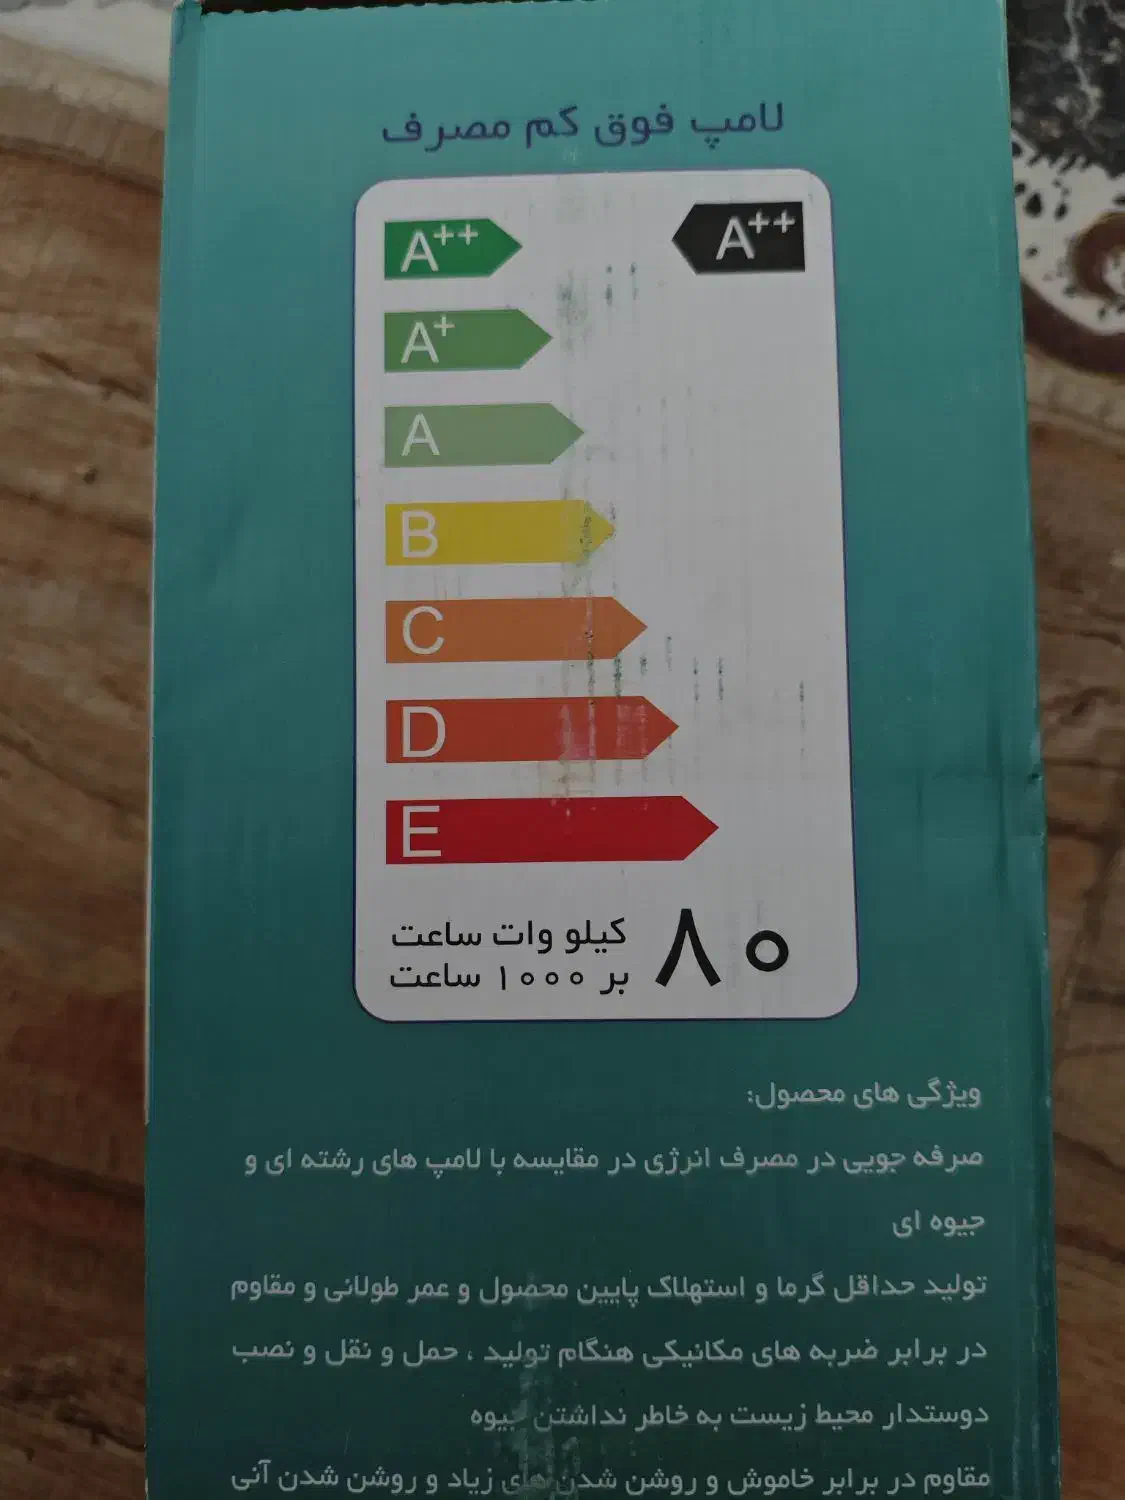 لامپ فوق کم مصرف
A++ A++
A+
A
B
C
D
E
۸۰ کیلو وات ساعت
بر ۱۰۰۰ ساعت
ویژگی های محصول:
صرفه جویی در مصرف انرژی در مقایسه با لامپ های رشته ای و
جیوه ای
تولید حداقل گرما و استهلاک پایین محصول و عمر طولانی و مقاوم
در برابر ضربه های مکانیکی هنگام تولید ، حمل و نقل و نصب
دوستدار محیط زیست به خاطر نداشتن جیوه
مقاوم در برابر خاموش و روشن شدن های زیاد و روشن شدن آنی